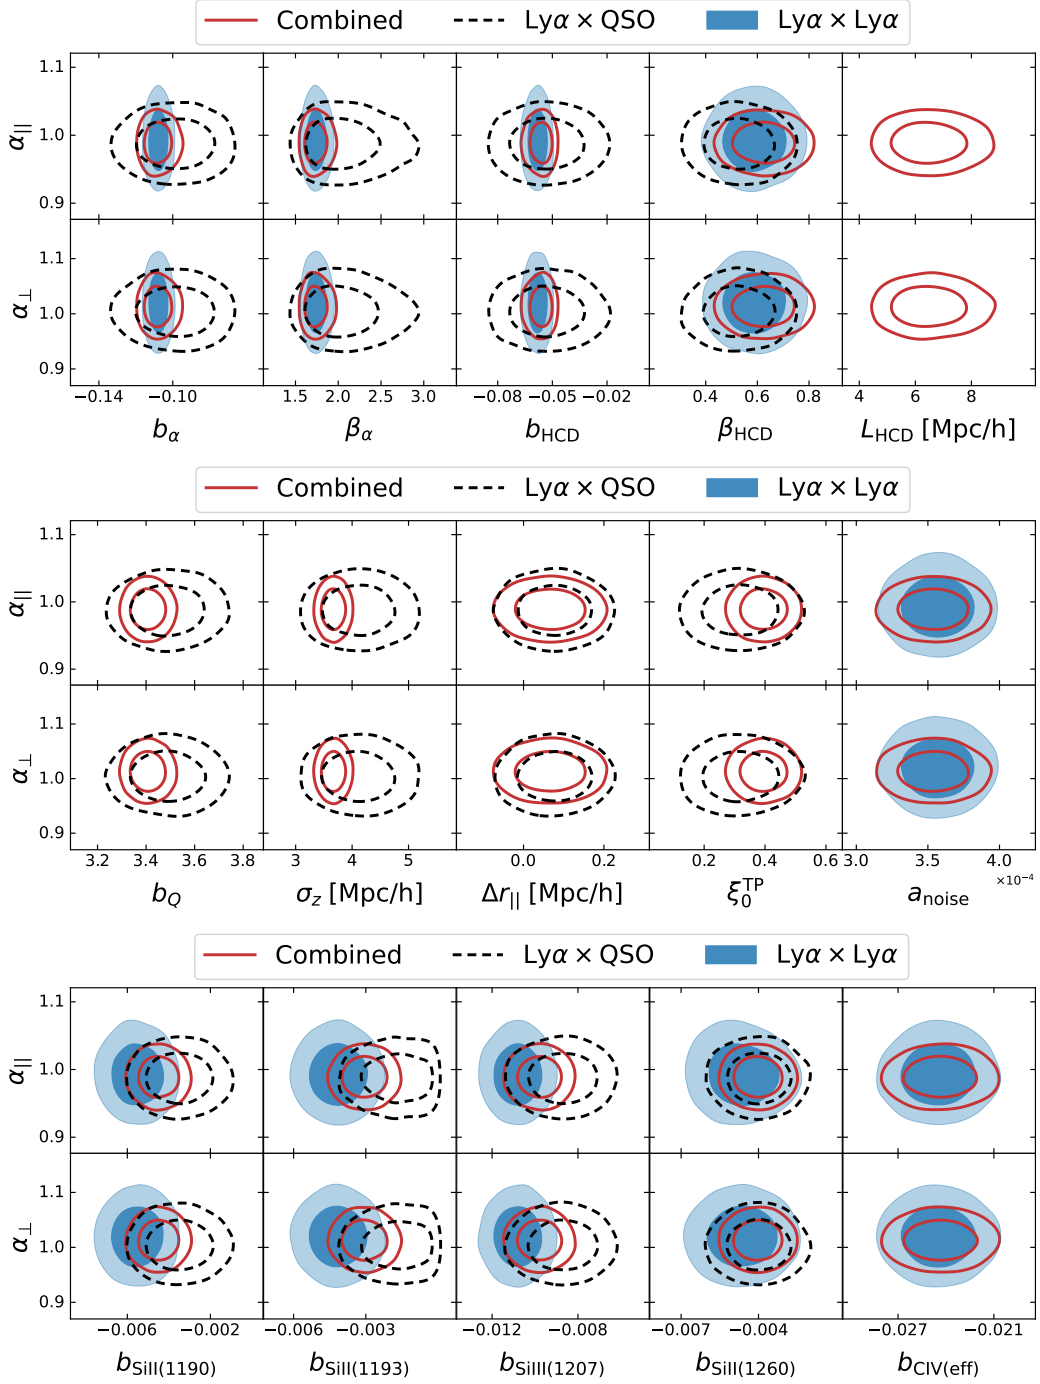 Combined Lyα × QSO Lyα × Lyα
α||
1.1
1.0
0.9
α⊥
1.1
1.0
0.9
−0.14 −0.10 1.5 2.0 2.5 3.0 −0.08 −0.05 −0.02 0.4 0.6 0.8 4 6 8
bα βα bHCD βHCD LHCD [Mpc/h]
Combined Lyα × QSO Lyα × Lyα
α||
1.1
1.0
0.9
α⊥
1.1
1.0
0.9
3.2 3.4 3.6 3.8 3 4 5 0.0 0.2 0.2 0.4 0.6 3.0 3.5 4.0
×10⁻⁴
bQ σz [Mpc/h] Δr|| [Mpc/h] ξ0TP anoise
Combined Lyα × QSO Lyα × Lyα
α||
1.1
1.0
0.9
α⊥
1.1
1.0
0.9
−0.006 −0.002 −0.006 −0.003 −0.012 −0.008 −0.007 −0.004 −0.027 −0.021
bSiII(1190) bSiII(1193) bSiIII(1207) bSiII(1260) bCIV(eff)